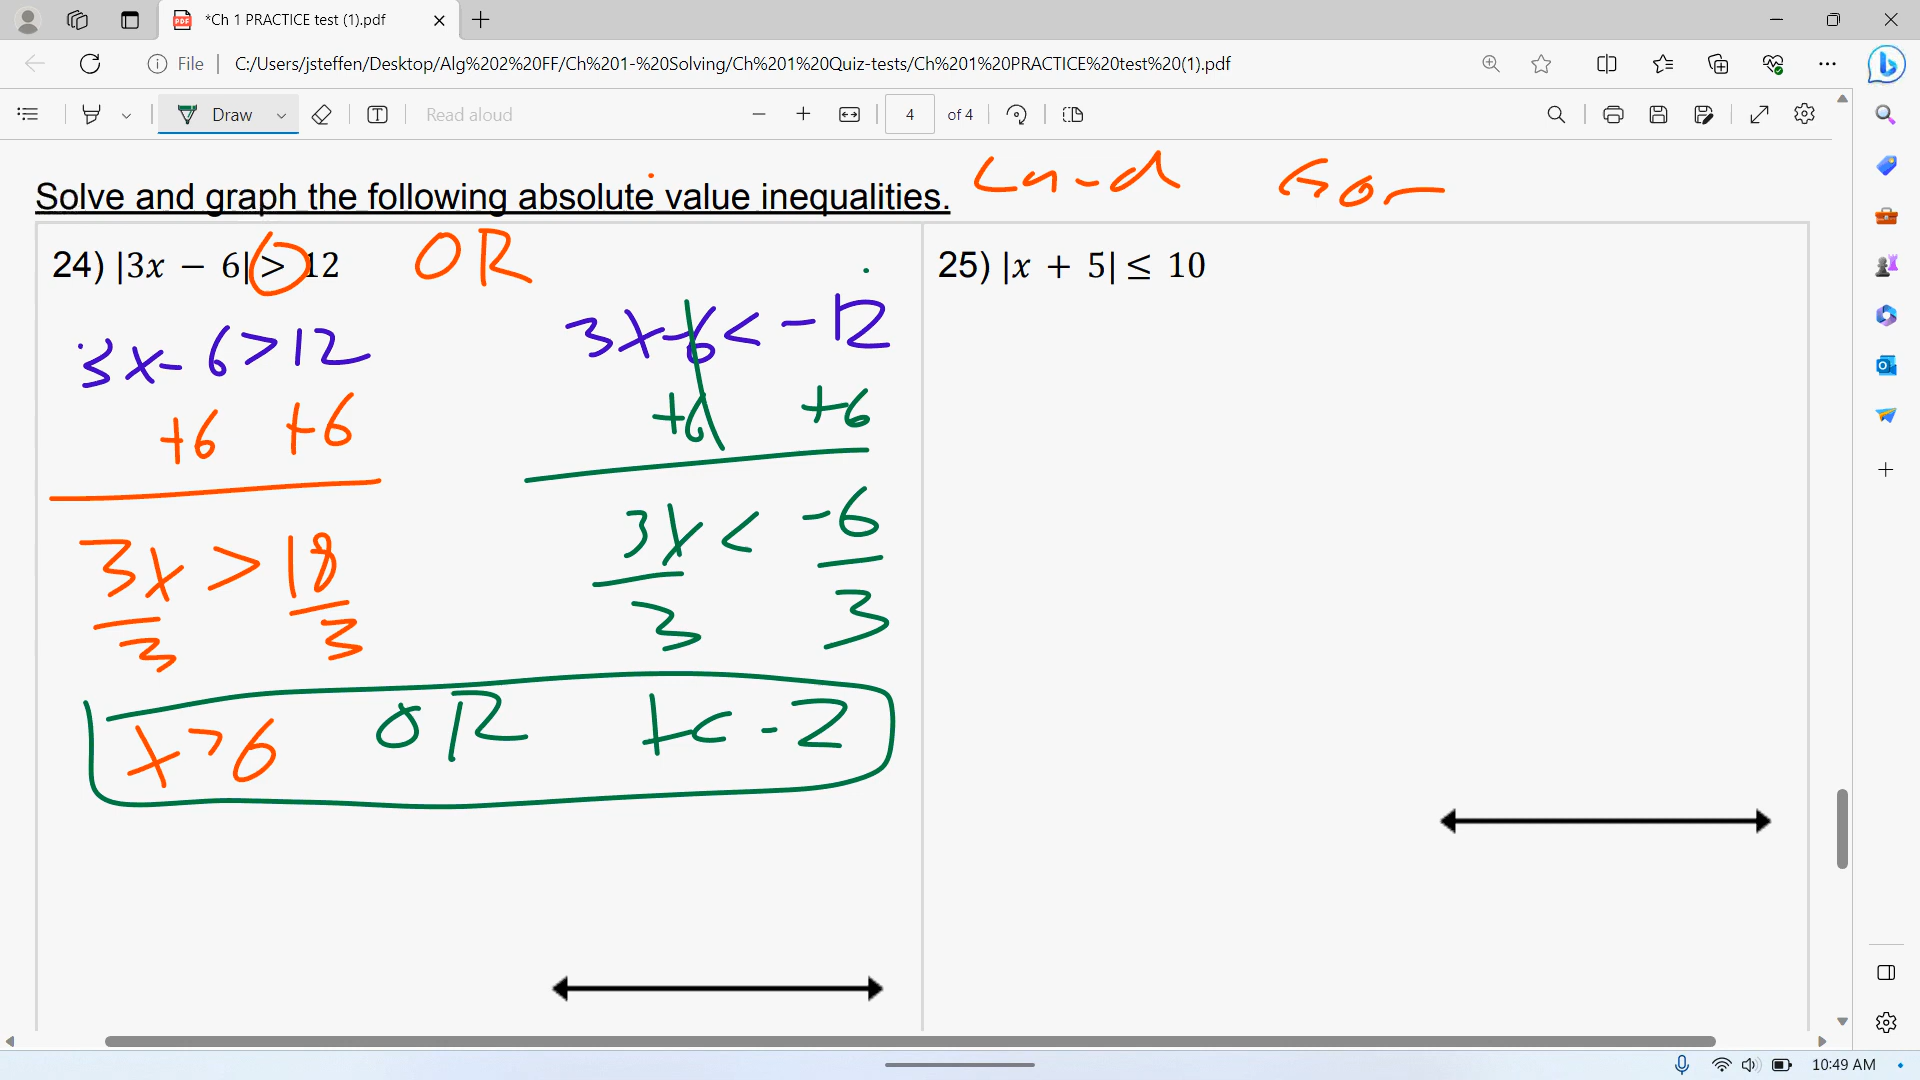 *Ch 1 PRACTICE test (1).pdf
File
C:/Users/jsteffen/Desktop/Alg%202%20FF/Ch%201-%20Solving/Ch%201%20Quiz-tests/Ch%201%20PRACTICE%20test%20(1).pdf
Draw
Read aloud
4 of 4
Solve and graph the following absolute value inequalities.
Gor
24) |3x − 6| > 12 OR
3x - 6 > 12
+6 +6
3x > 18
3 3
x > 6 OR x < -2
3x - 6 < -12
+6 +6
3x < -6
3 3
25) |x + 5| ≤ 10
10:49 AM